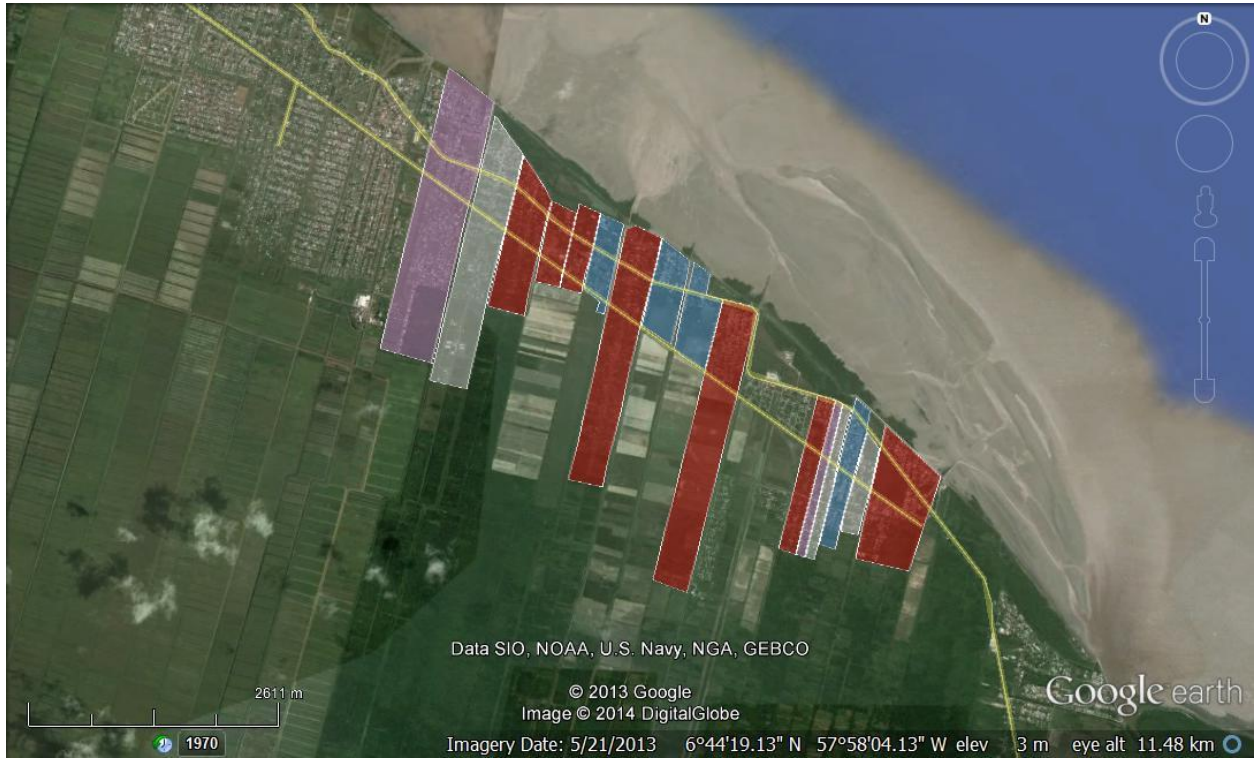 N
Data SIO, NOAA, U.S. Navy, NGA, GEBCO
2611 m
© 2013 Google
Image © 2014 DigitalGlobe
Google earth
1970
Imagery Date: 5/21/2013 6°44'19.13" N 57°58'04.13" W elev 3 m eye alt 11.48 km